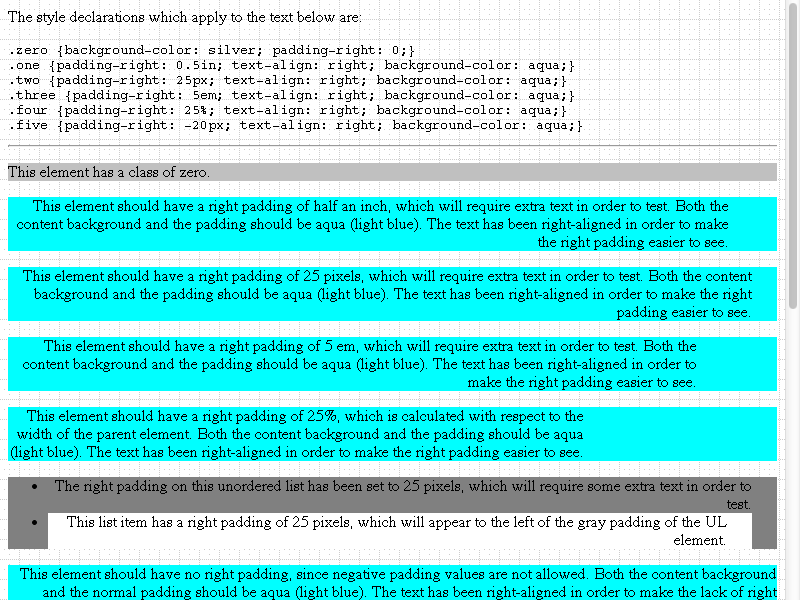 The style declarations which apply to the text below are:
.zero {background-color: silver; padding-right: 0;}
.one {padding-right: 0.5in; text-align: right; background-color: aqua;}
.two {padding-right: 25px; text-align: right; background-color: aqua;}
.three {padding-right: 5em; text-align: right; background-color: aqua;}
.four {padding-right: 25%; text-align: right; background-color: aqua;}
.five {padding-right: -20px; text-align: right; background-color: aqua;}
This element has a class of zero.
This element should have a right padding of half an inch, which will require extra text in order to test. Both the
content background and the padding should be aqua (light blue). The text has been right-aligned in order to make
the right padding easier to see.
This element should have a right padding of 25 pixels, which will require extra text in order to test. Both the content
background and the padding should be aqua (light blue). The text has been right-aligned in order to make the right
padding easier to see.
This element should have a right padding of 5 em, which will require extra text in order to test. Both the
content background and the padding should be aqua (light blue). The text has been right-aligned in order to
make the right padding easier to see.
This element should have a right padding of 25%, which is calculated with respect to the
width of the parent element. Both the content background and the padding should be aqua
(light blue). The text has been right-aligned in order to make the right padding easier to see.
• The right padding on this unordered list has been set to 25 pixels, which will require some extra text in order to
test.
• This list item has a right padding of 25 pixels, which will appear to the left of the gray padding of the UL
element.
This element should have no right padding, since negative padding values are not allowed. Both the content background
and the normal padding should be aqua (light blue). The text has been right-aligned in order to make the lack of right